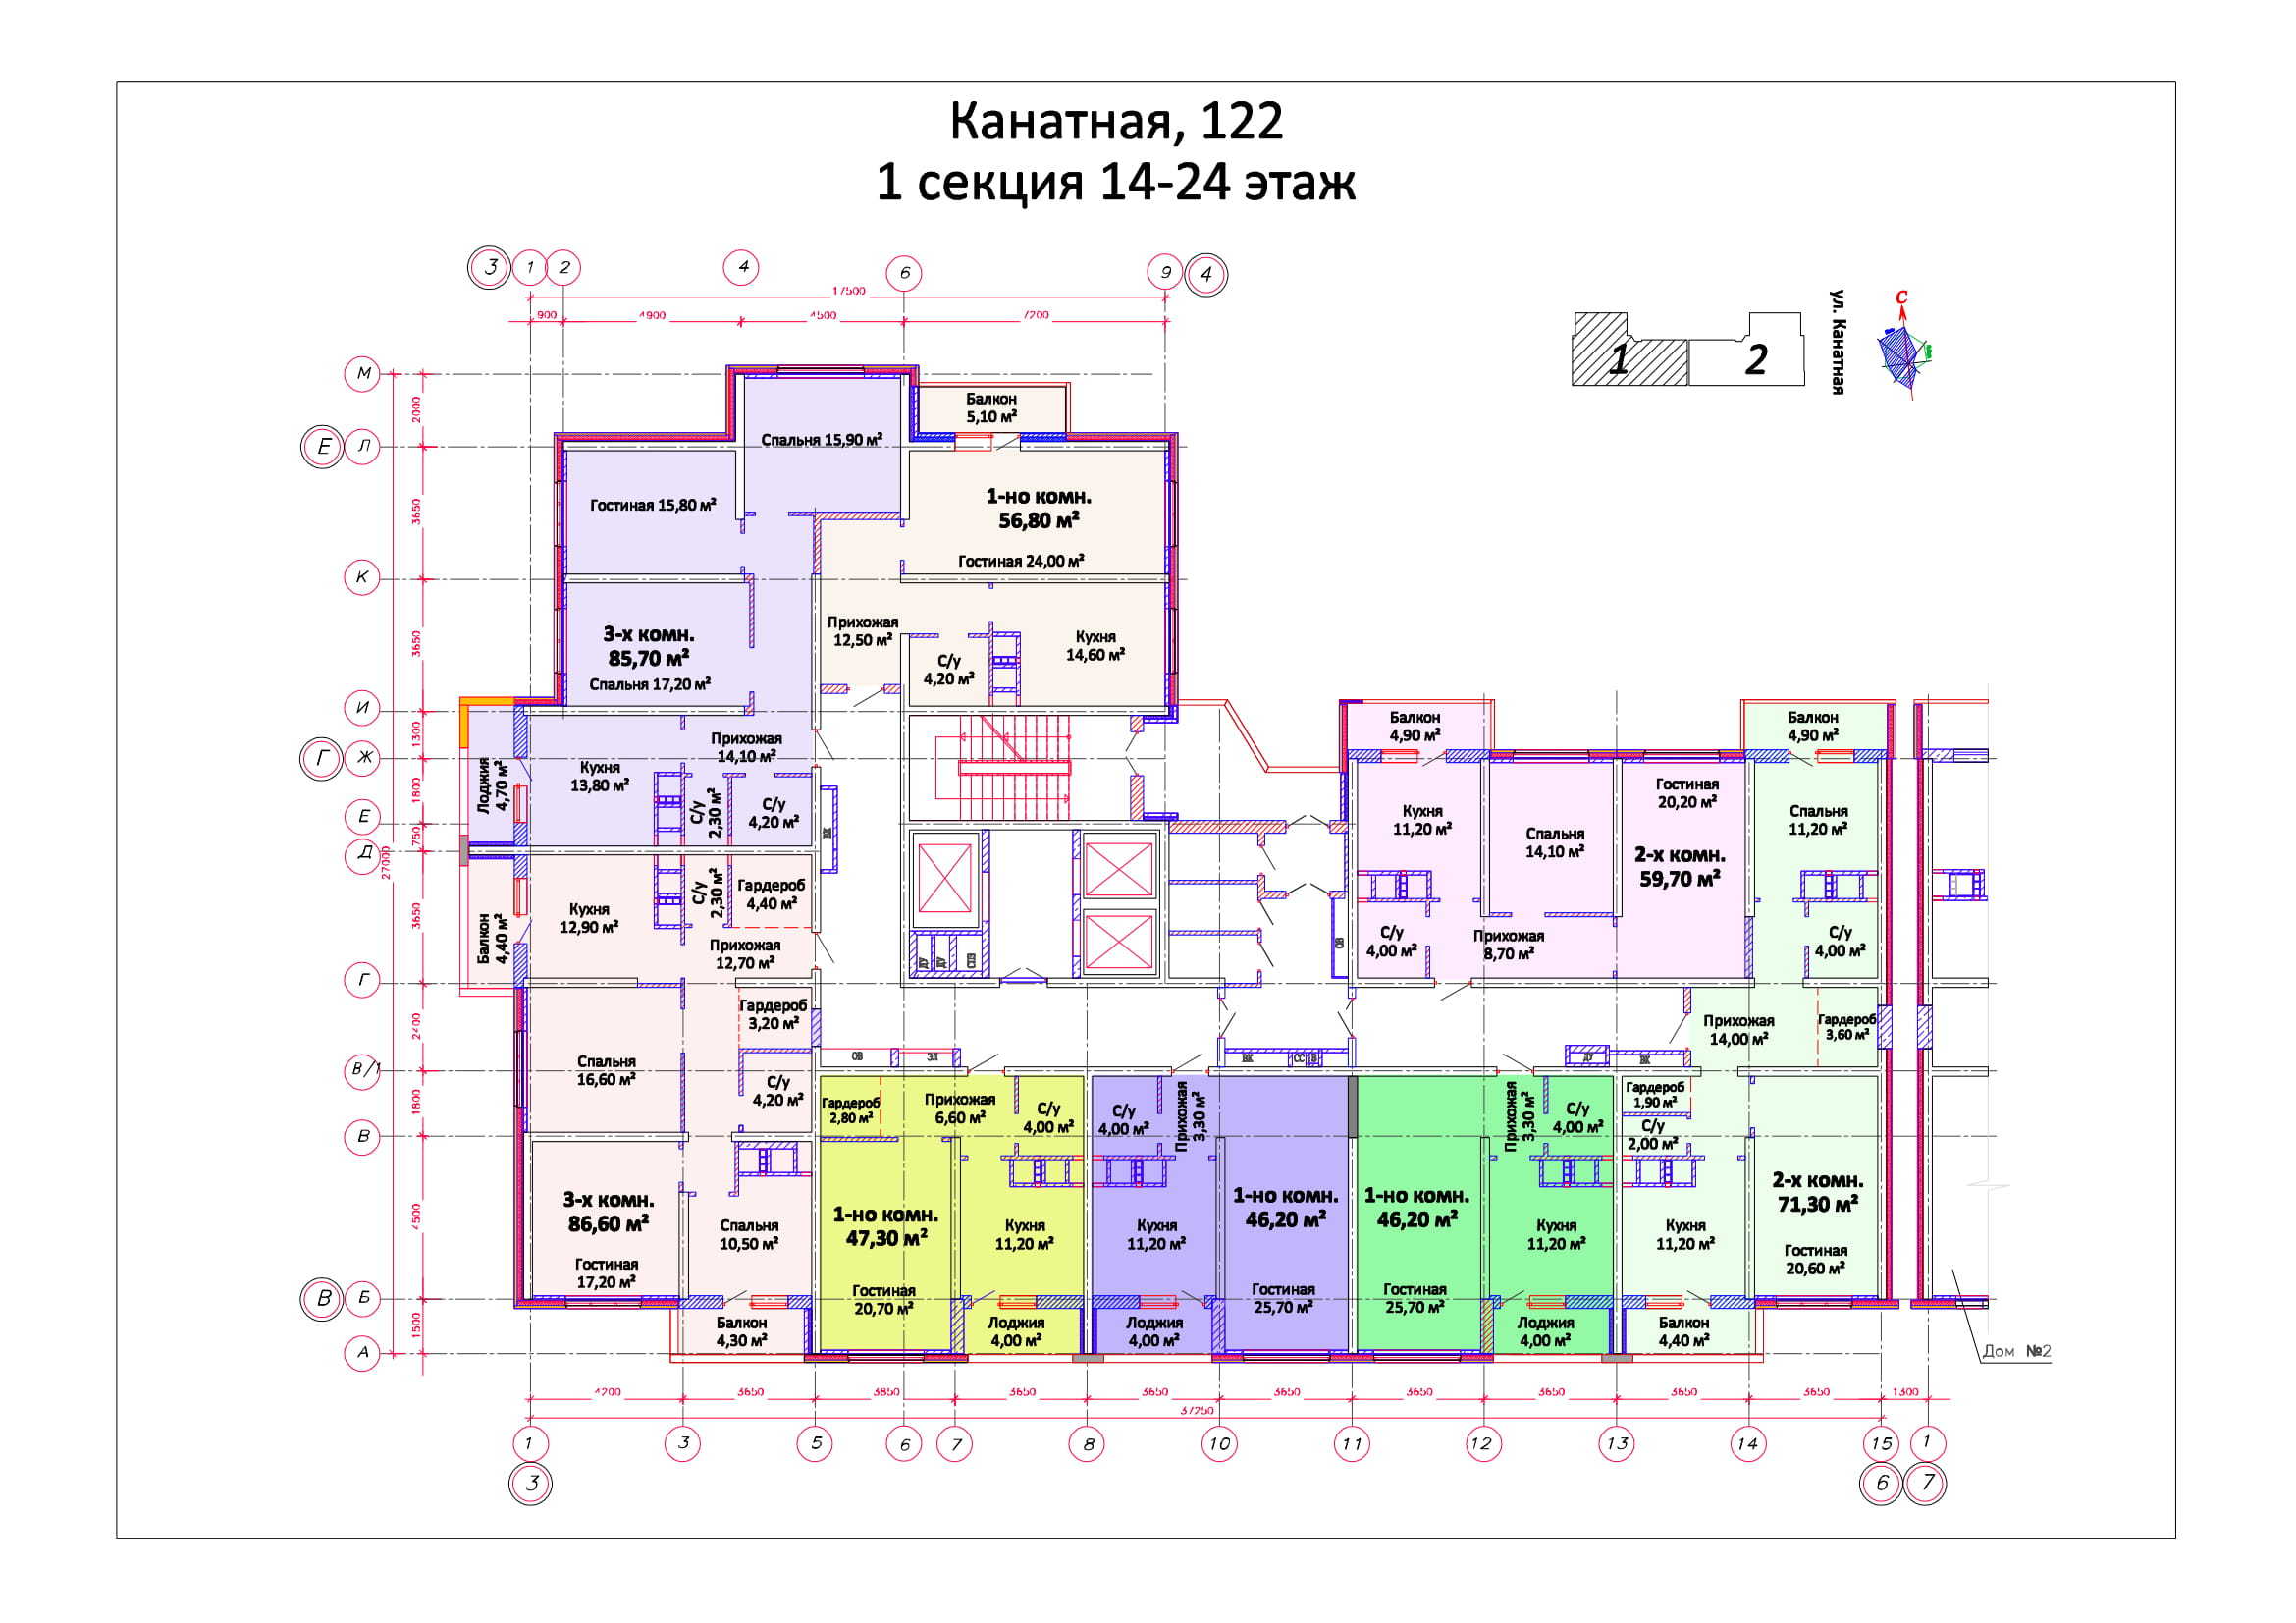 Канатная, 122
1 секция 14-24 этаж
3
1
2
4
6
9
4
17500
900
4900
4500
7200
1
2
ул. Канатная
С
М
Е
Л
К
И
Г
Ж
Е
Д
Г
В/1
В
В
Б
А
2000
3650
3650
1300
1800
750
27000
3650
2400
1800
4500
1500
Балкон
5,10 м²
Спальня 15,90 м²
Гостиная 15,80 м²
1-но комн.
56,80 м²
Гостиная 24,00 м²
3-х комн.
85,70 м²
Спальня 17,20 м²
Прихожая
12,50 м²
С/у
4,20 м²
Кухня
14,60 м²
Прихожая
14,10 м²
Лоджия
4,70 м²
Кухня
13,80 м²
С/у
2,30 м²
С/у
4,20 м²
ВК
Балкон
4,90 м²
Балкон
4,90 м²
Кухня
11,20 м²
Спальня
14,10 м²
Гостиная
20,20 м²
2-х комн.
59,70 м²
Спальня
11,20 м²
С/у
4,00 м²
Прихожая
8,70 м²
С/у
4,00 м²
Балкон
4,40 м²
Кухня
12,90 м²
С/у
2,30 м²
Гардероб
4,40 м²
Прихожая
12,70 м²
ДУ
ДУ
СОЭ
ОВ
Гардероб
3,20 м²
Спальня
16,60 м²
С/у
4,20 м²
ОВ
ЭЛ
ВК
СС
В
ДУ
ВК
Прихожая
14,00 м²
Гардероб
3,60 м²
3-х комн.
86,60 м²
Гостиная
17,20 м²
Спальня
10,50 м²
Балкон
4,30 м²
Гардероб
2,80 м²
Прихожая
6,60 м²
С/у
4,00 м²
1-но комн.
47,30 м²
Кухня
11,20 м²
Гостиная
20,70 м²
Лоджия
4,00 м²
С/у
4,00 м²
Прихожая
3,30 м²
Кухня
11,20 м²
1-но комн.
46,20 м²
Гостиная
25,70 м²
Лоджия
4,00 м²
1-но комн.
46,20 м²
Гостиная
25,70 м²
Прихожая
3,30 м²
С/у
4,00 м²
Кухня
11,20 м²
Лоджия
4,00 м²
Гардероб
1,90 м²
С/у
2,00 м²
Кухня
11,20 м²
Балкон
4,40 м²
2-х комн.
71,30 м²
Гостиная
20,60 м²
Дом №2
4200
3650
3850
3650
3650
3650
3650
3650
3650
3650
1300
37250
1
3
5
6
7
8
10
11
12
13
14
15
1
3
6
7